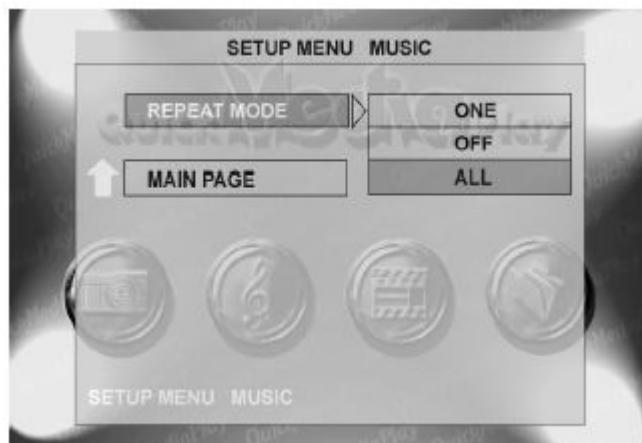 SETUP MENU MUSIC
REPEAT MODE
ONE
OFF
MAIN PAGE
ALL
SETUP MENU MUSIC